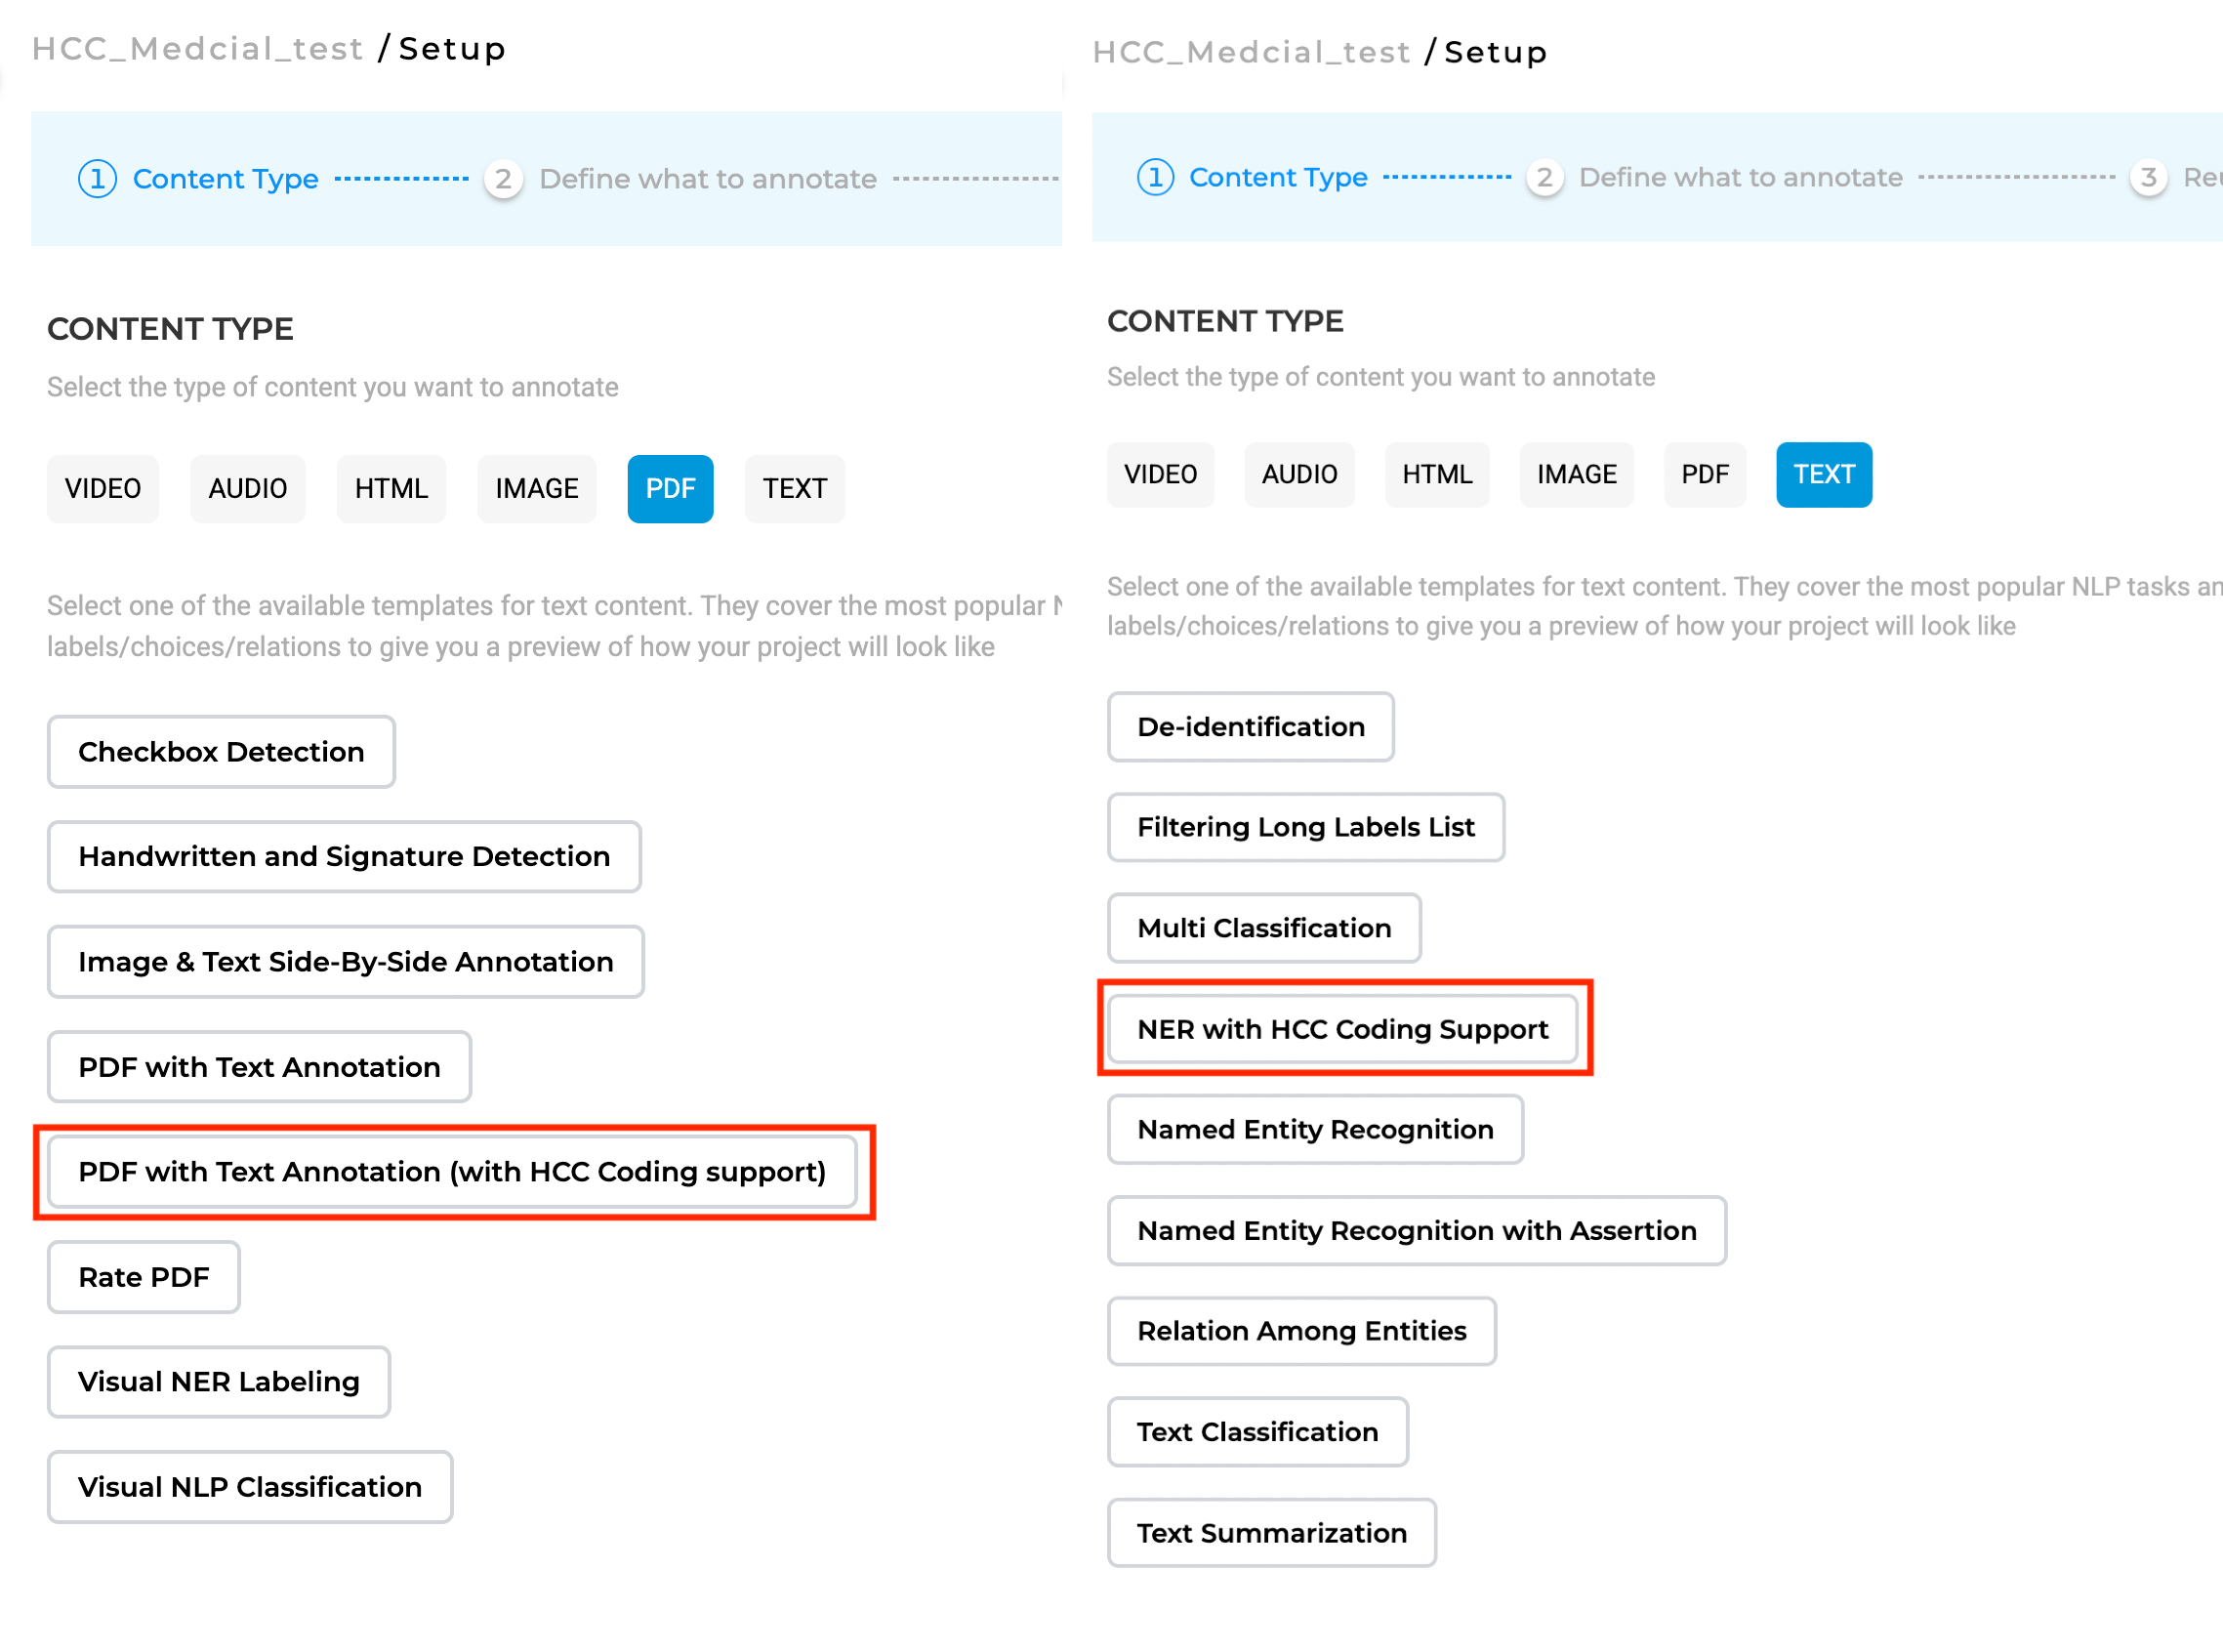 HCC_Medcial_test / Setup
1 Content Type 2 Define what to annotate
CONTENT TYPE
Select the type of content you want to annotate
VIDEO AUDIO HTML IMAGE PDF TEXT
Select one of the available templates for text content. They cover the most popular
labels/choices/relations to give you a preview of how your project will look like
Checkbox Detection
Handwritten and Signature Detection
Image & Text Side-By-Side Annotation
PDF with Text Annotation
PDF with Text Annotation (with HCC Coding support)
Rate PDF
Visual NER Labeling
Visual NLP Classification
HCC_Medcial_test / Setup
1 Content Type 2 Define what to annotate 3
CONTENT TYPE
Select the type of content you want to annotate
VIDEO AUDIO HTML IMAGE PDF TEXT
Select one of the available templates for text content. They cover the most popular NLP tasks
labels/choices/relations to give you a preview of how your project will look like
De-identification
Filtering Long Labels List
Multi Classification
NER with HCC Coding Support
Named Entity Recognition
Named Entity Recognition with Assertion
Relation Among Entities
Text Classification
Text Summarization